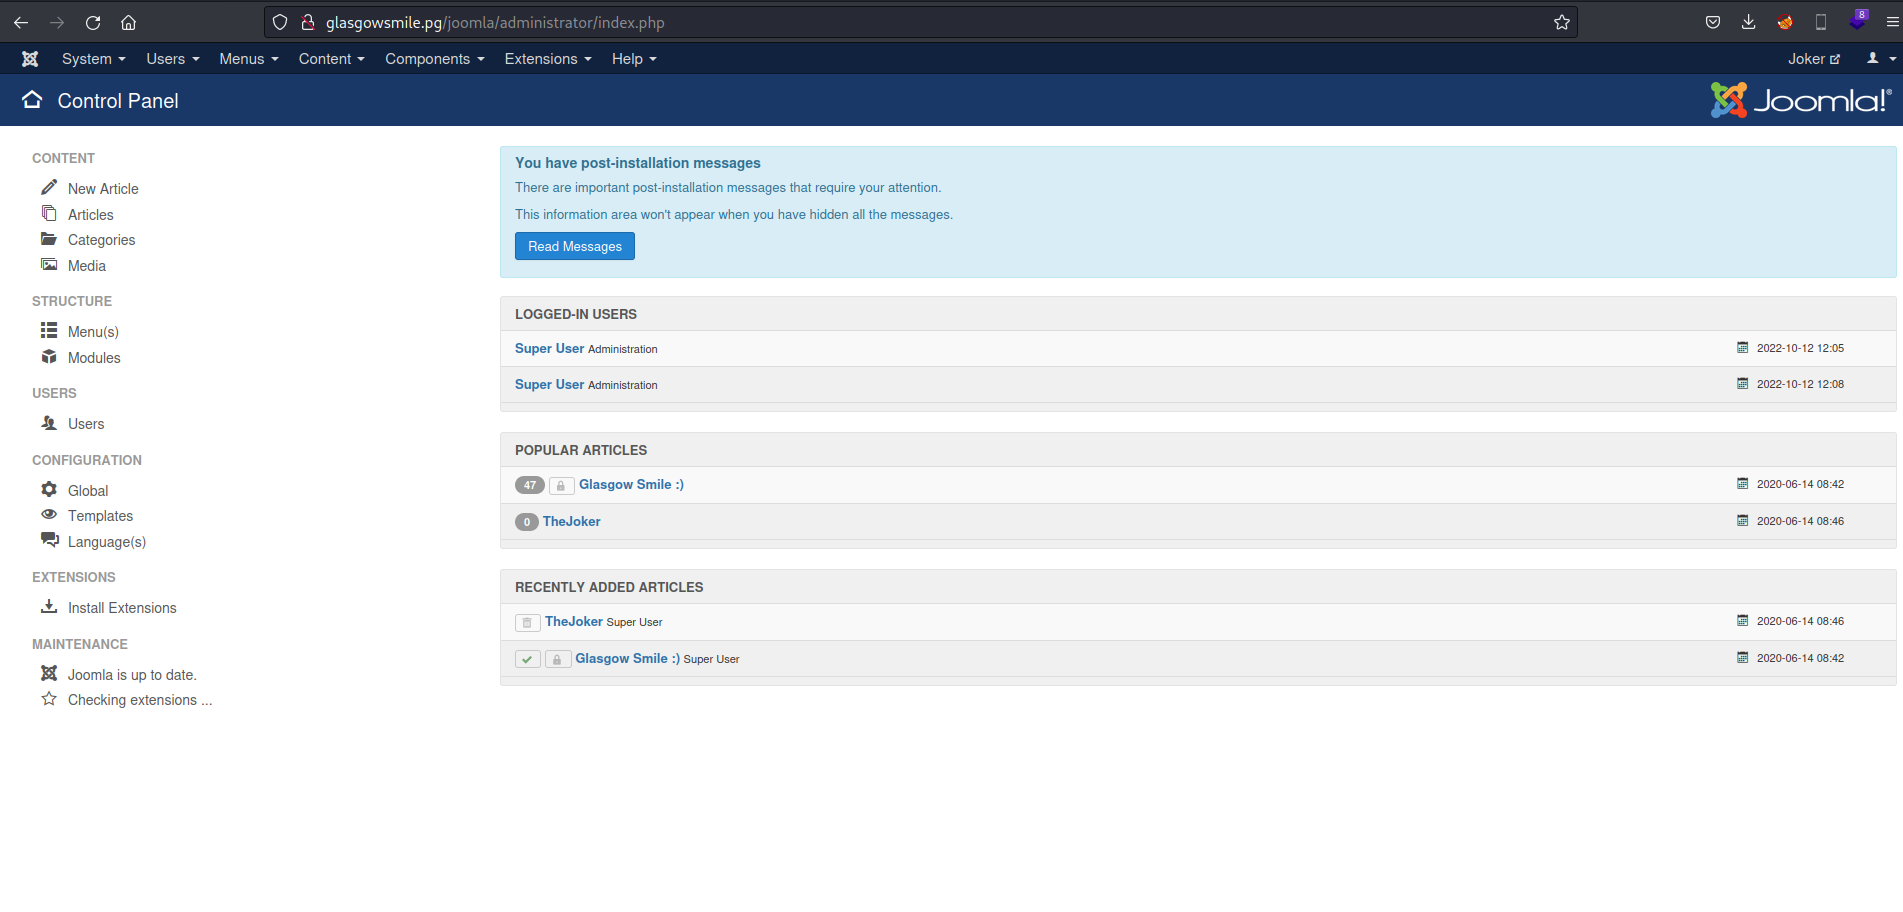 glasgowsmile.pg/joomla/administrator/index.php
8
System Users Menus Content Components Extensions Help Joker
Control Panel
Joomla!®
CONTENT
New Article
Articles
Categories
Media
STRUCTURE
Menu(s)
Modules
USERS
Users
CONFIGURATION
Global
Templates
Language(s)
EXTENSIONS
Install Extensions
MAINTENANCE
Joomla is up to date.
Checking extensions ...
You have post-installation messages
There are important post-installation messages that require your attention.
This information area won't appear when you have hidden all the messages.
Read Messages
LOGGED-IN USERS
Super User Administration 2022-10-12 12:05
Super User Administration 2022-10-12 12:08
POPULAR ARTICLES
47 Glasgow Smile :) 2020-06-14 08:42
0 TheJoker 2020-06-14 08:46
RECENTLY ADDED ARTICLES
TheJoker Super User 2020-06-14 08:46
Glasgow Smile :) Super User 2020-06-14 08:42